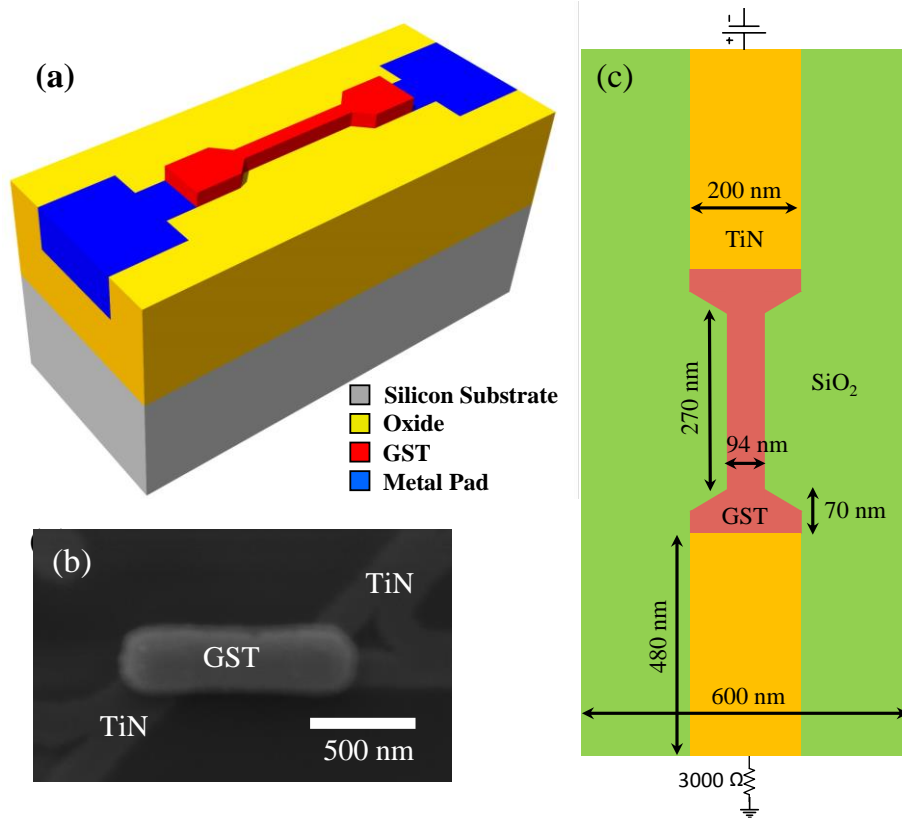 (a)
Silicon Substrate
Oxide
GST
Metal Pad
(b)
TiN
GST
TiN
500 nm
(c)
- 
+
200 nm
TiN
270 nm
SiO₂
94 nm
70 nm
GST
480 nm
600 nm
3000 Ω